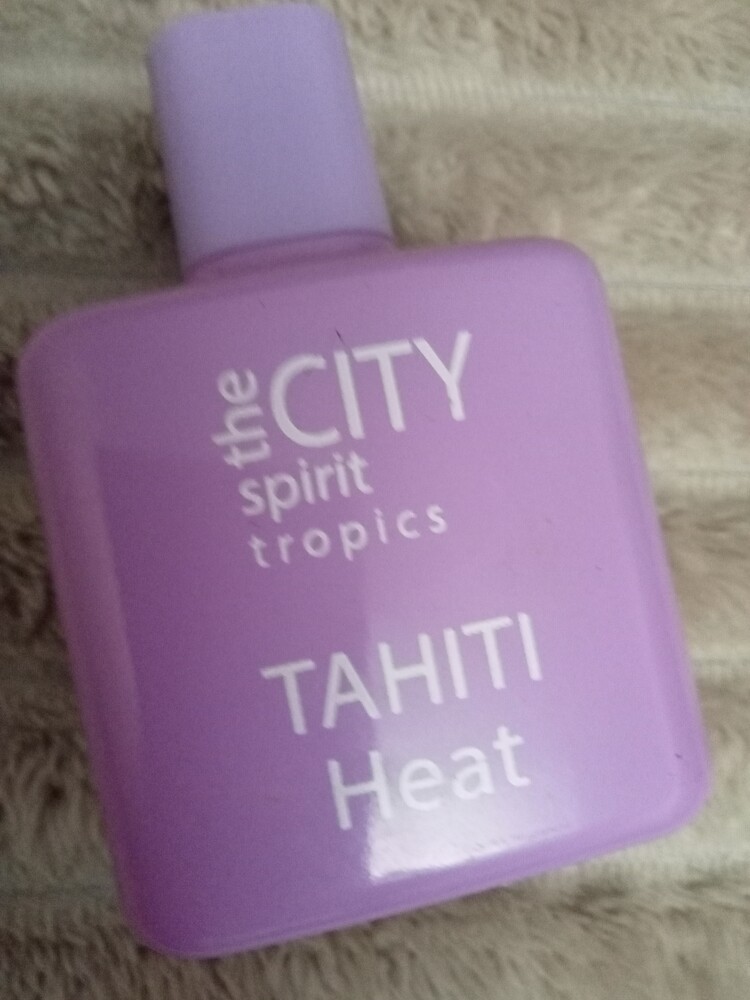 the CITY
spirit
tropics
TAHITI
Heat